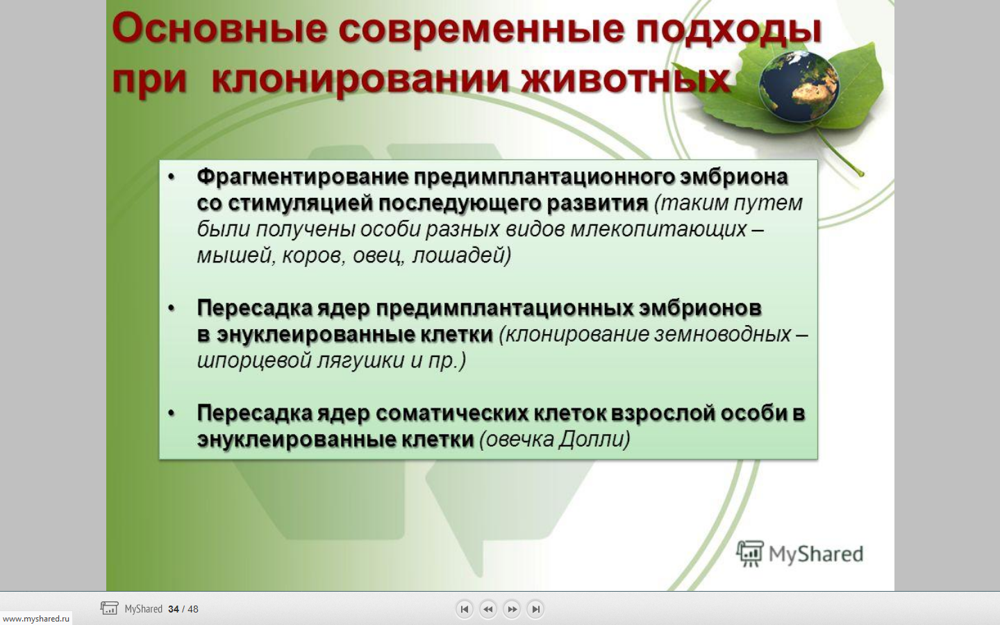 Основные современные подходы
при клонировании животных
• Фрагментирование предимплантационного эмбриона
со стимуляцией последующего развития (таким путем
были получены особи разных видов млекопитающих –
мышей, коров, овец, лошадей)
• Пересадка ядер предимплантационных эмбрионов
в энуклеированные клетки (клонирование земноводных –
шпорцевой лягушки и пр.)
• Пересадка ядер соматических клеток взрослой особи в
энуклеированные клетки (овечка Долли)
MyShared
MyShared 34 / 48
www.myshared.ru